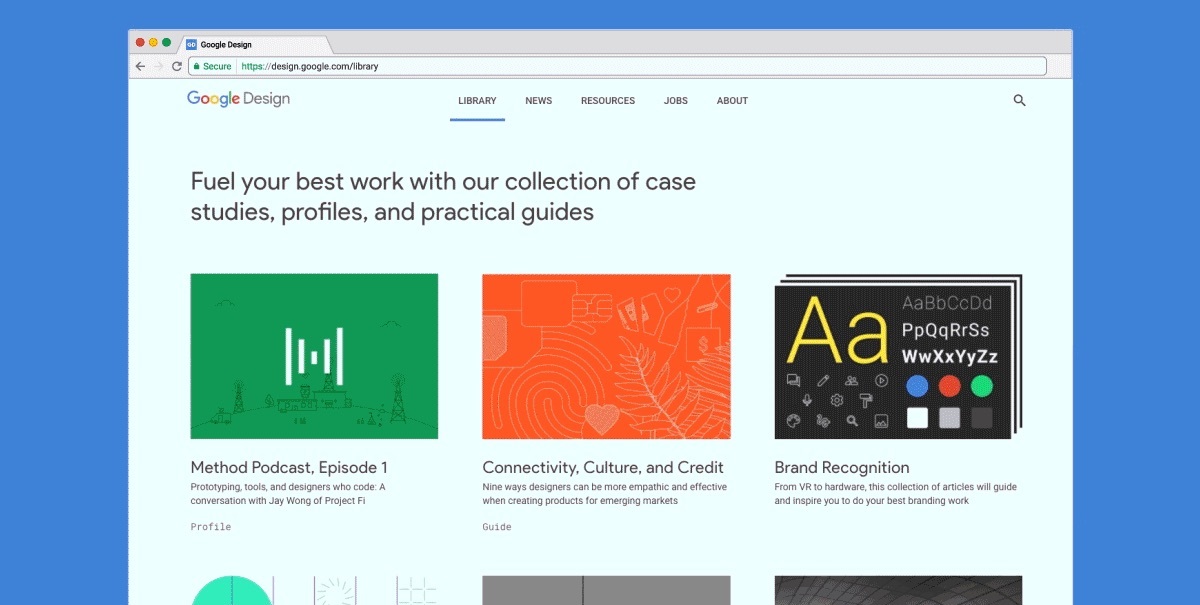 Google Design
Secure https://design.google.com/library
Google Design LIBRARY NEWS RESOURCES JOBS ABOUT
Fuel your best work with our collection of case
studies, profiles, and practical guides
Aa
AaBbCcDd
PpQqRrSs
WwXxYyZz
Method Podcast, Episode 1
Prototyping, tools, and designers who code: A
conversation with Jay Wong of Project Fi
Profile
Connectivity, Culture, and Credit
Nine ways designers can be more empathic and effective
when creating products for emerging markets
Guide
Brand Recognition
From VR to hardware, this collection of articles will guide
and inspire you to do your best branding work